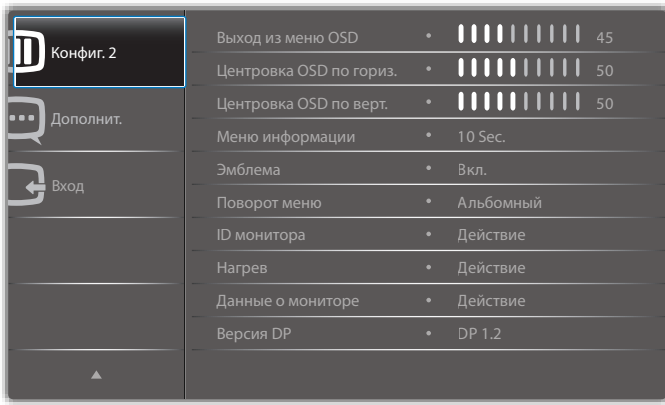 Конфиг. 2
Дополнит.
Вход
Выход из меню OSD • 45
Центровка OSD по гориз. • 50
Центровка OSD по верт. • 50
Меню информации • 10 Sec.
Эмблема • Вкл.
Поворот меню • Альбомный
ID монитора • Действие
Нагрев • Действие
Данные о мониторе • Действие
Версия DP • DP 1.2